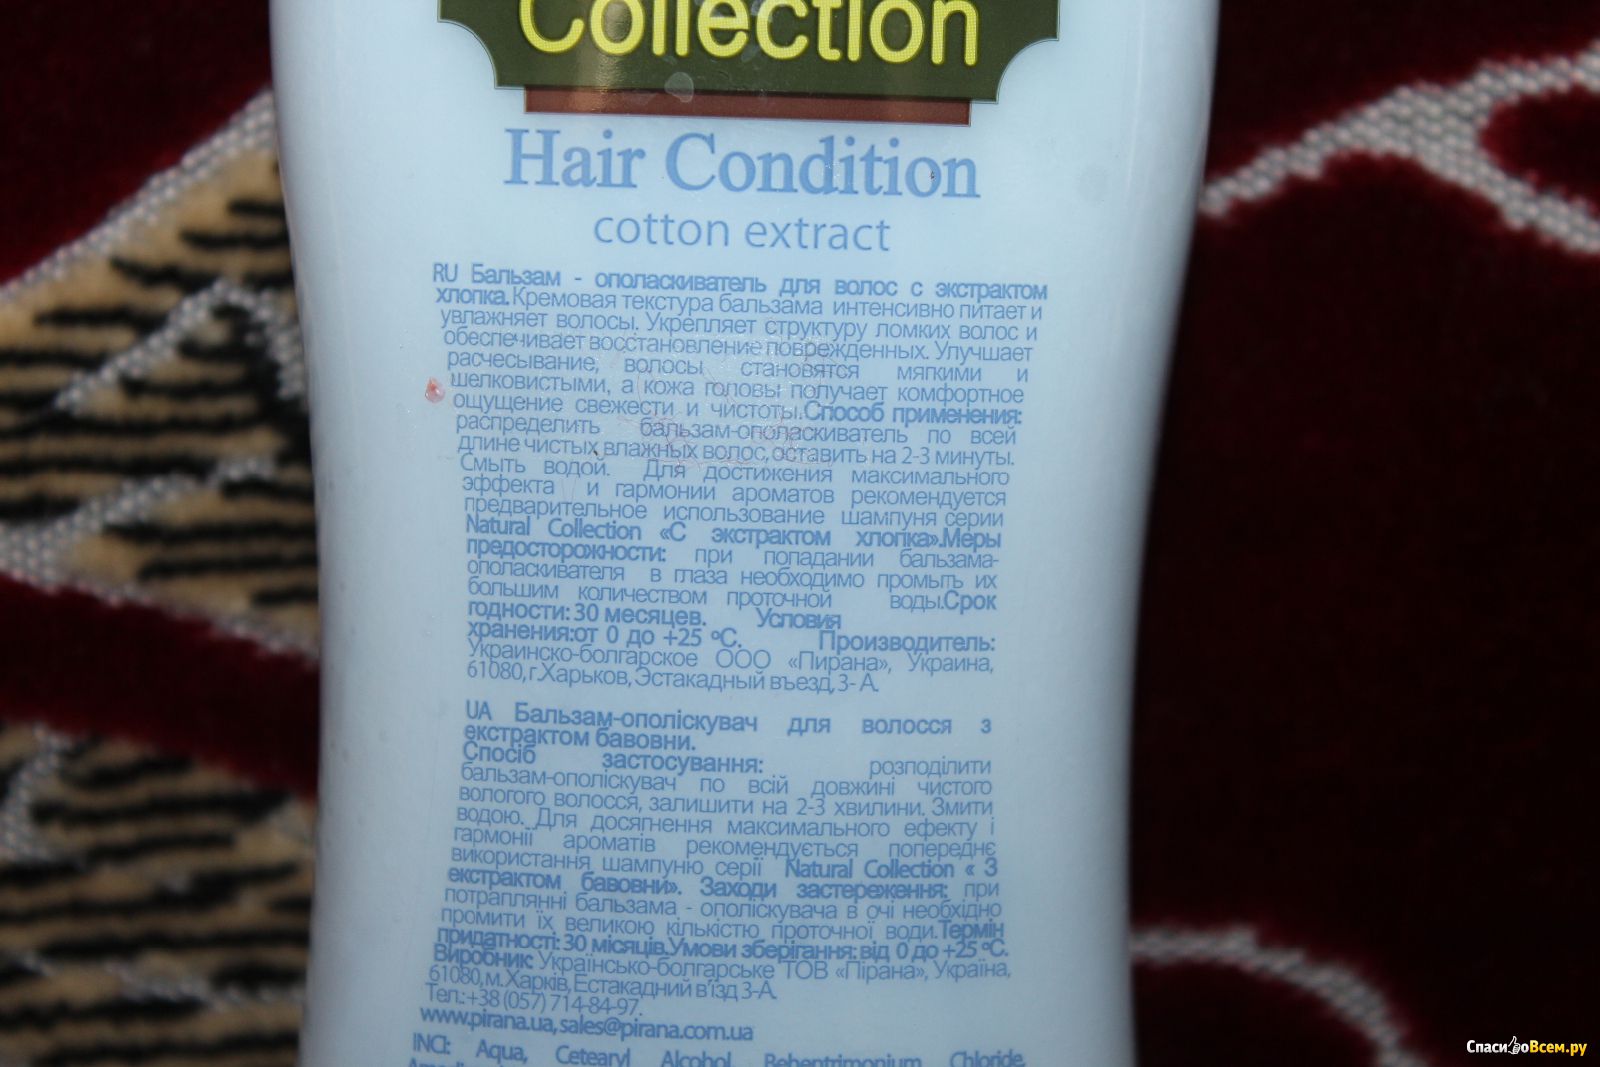 Collection
Hair Condition
cotton extract
RU Бальзам - ополаскиватель для волос с экстрактом
хлопка. Кремовая текстура бальзама интенсивно питает и
увлажняет волосы. Укрепляет структуру ломких волос и
обеспечивает восстановление поврежденных. Улучшает
расчесывание, волосы становятся мягкими и
шелковистыми, а кожа головы получает комфортное
ощущение свежести и чистоты. Способ применения:
распределить бальзам-ополаскиватель по всей
длине чистых влажных волос, оставить на 2-3 минуты.
Смыть водой. Для достижения максимального
эффекта и гармонии ароматов рекомендуется
предварительное использование шампуня серии
Natural Collection «С экстрактом хлопка».Меры
предосторожности: при попадании бальзама-
ополаскивателя в глаза необходимо промыть их
большим количеством проточной воды.Срок
годности: 30 месяцев. Условия
хранения:от 0 до +25 °С. Производитель:
Украинско-болгарское ООО «Пирана», Украина,
61080, г.Харьков, Эстакадный въезд, 3- А.
UA Бальзам-ополіскувач для волосся з
екстрактом бавовни.
Спосіб застосування: розподілити
бальзам-ополіскувач по всій довжині чистого
вологого волосся, залишити на 2-3 хвилини. Змити
водою. Для досягнення максимального ефекту і
гармонії ароматів рекомендується попереднє
використання шампуню серії Natural Collection « З
екстрактом бавовни». Заходи застереження: при
потраплянні бальзама - ополіскувача в очі необхідно
промити їх великою кількістю проточної води.Термін
придатності: 30 місяців.Умови зберігання: від 0 до +25 °С.
Виробник: Українсько-болгарське ТОВ «Пірана», Україна,
61080, м.Харків, Естакадний в'їзд 3-А.
Тел.:+38 (057) 714-84-97.
www.pirana.ua, sales@pirana.com.ua
INCI: Aqua, Cetearyl Alcohol, Behentrimonium Chloride,
СпасибоВсем.ру